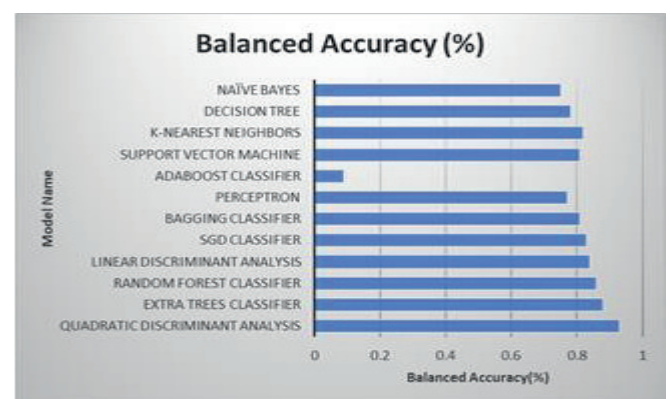 Balanced Accuracy (%)
Model Name
NAÏVE BAYES
DECISION TREE
K-NEAREST NEIGHBORS
SUPPORT VECTOR MACHINE
ADABOOST CLASSIFIER
PERCEPTRON
BAGGING CLASSIFIER
SGD CLASSIFIER
LINEAR DISCRIMINANT ANALYSIS
RANDOM FOREST CLASSIFIER
EXTRA TREES CLASSIFIER
QUADRATIC DISCRIMINANT ANALYSIS
0 0.2 0.4 0.6 0.8 1
Balanced Accuracy(%)